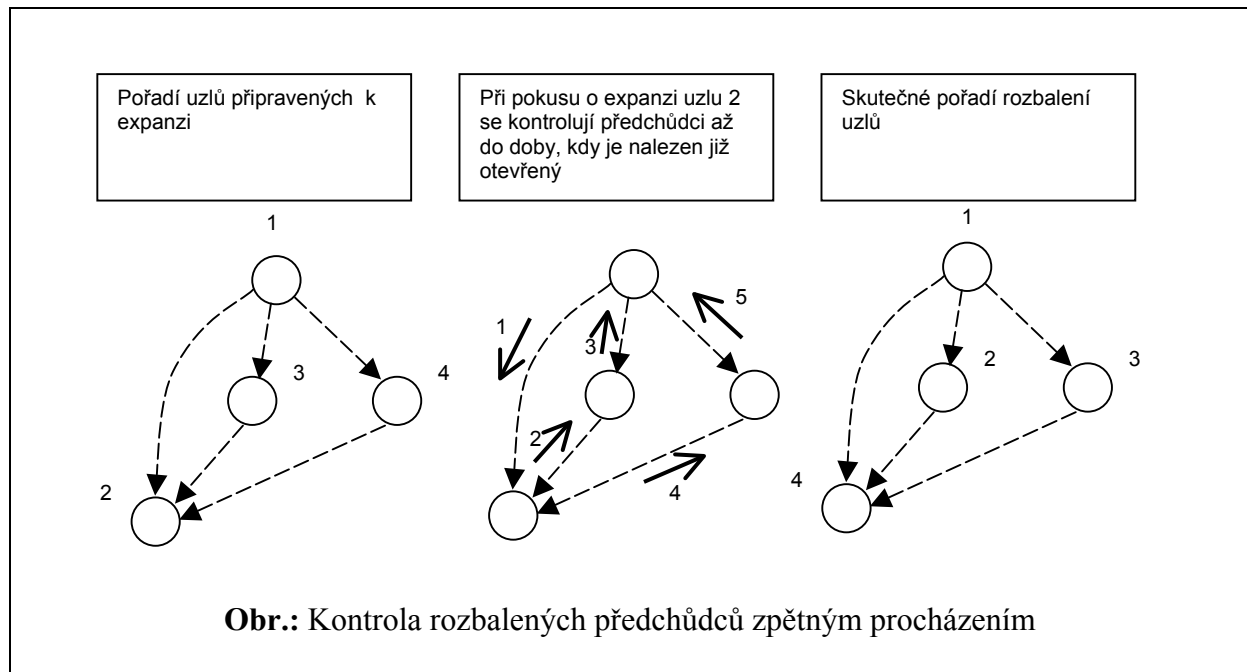 Pořadí uzlů připravených k
expanzi
Při pokusu o expanzi uzlu 2
se kontrolují předchůdci až
do doby, kdy je nalezen již
otevřený
Skutečné pořadí rozbalení
uzlů
1
3
4
2
1
5
3
2
4
1
2
3
4
Obr.: Kontrola rozbalených předchůdců zpětným procházením